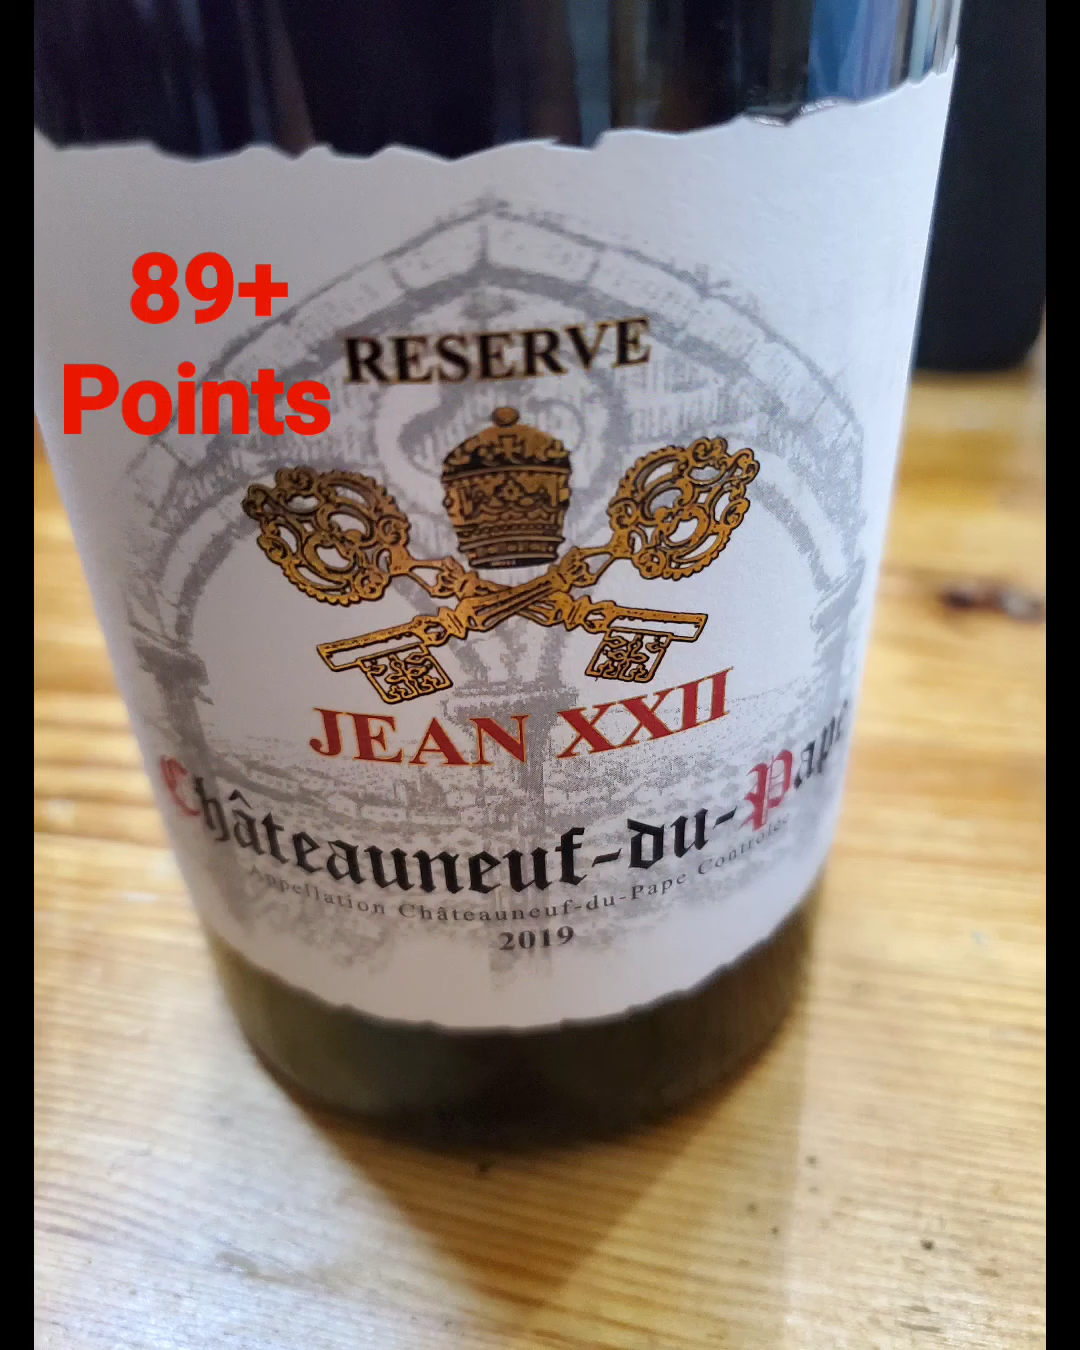 89+
Points
RESERVE
JEAN XXII
Châteauneuf-du-Pape
Appellation Châteauneuf-du-Pape Contrôlée
2019